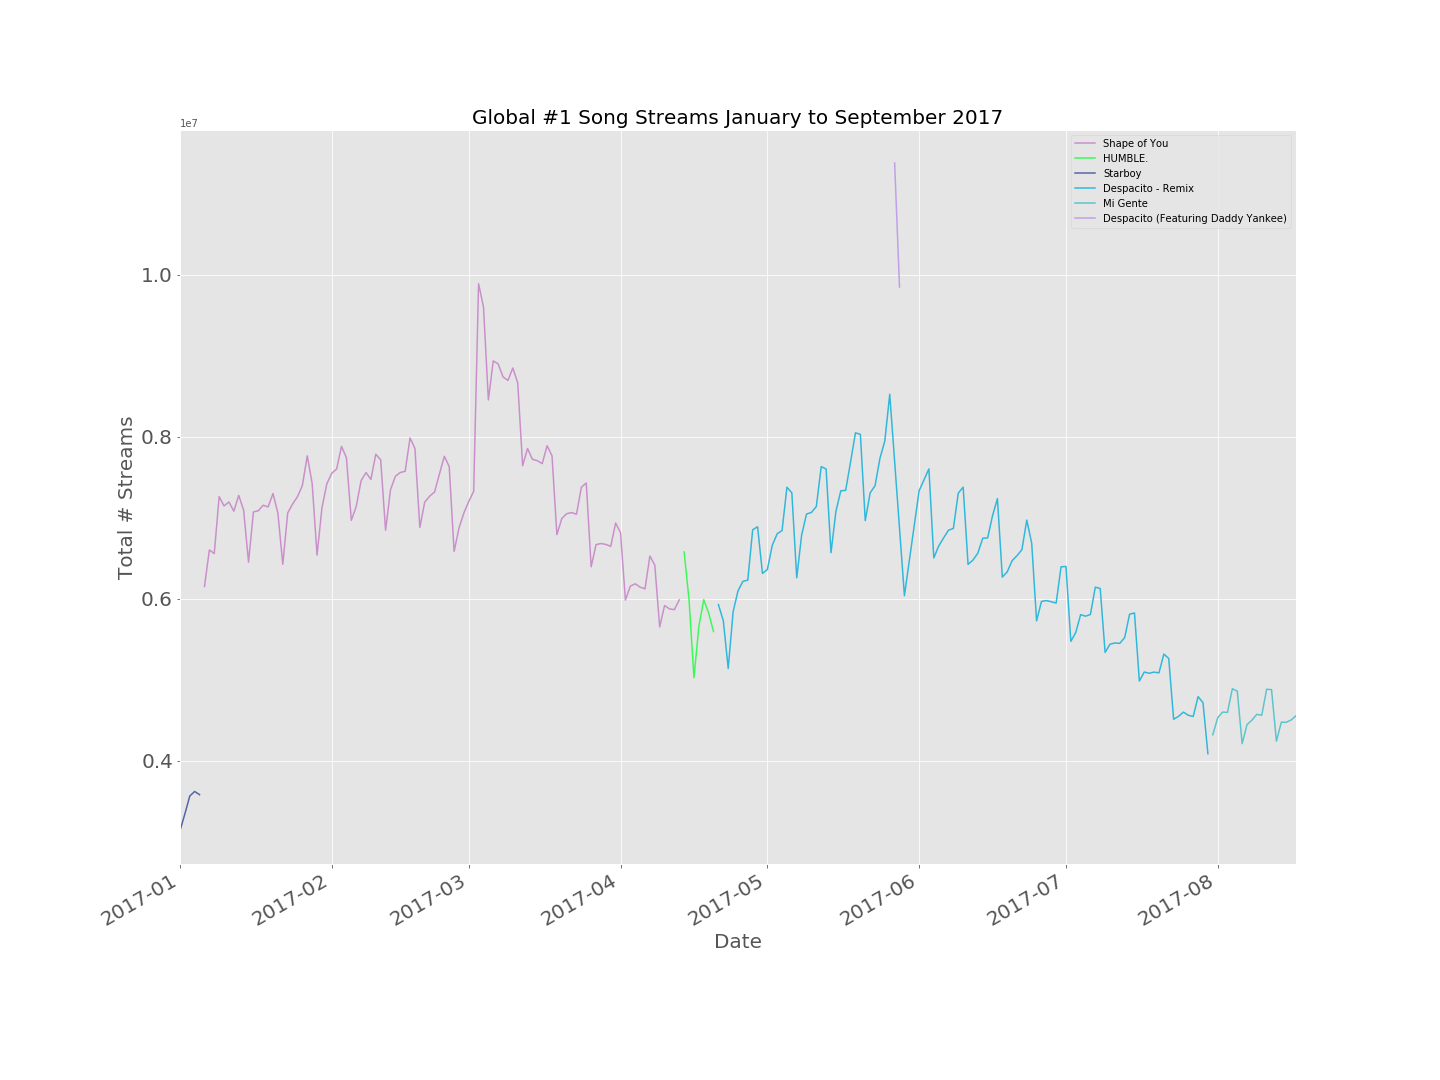 Global #1 Song Streams January to September 2017
1e7
Shape of You
HUMBLE.
Starboy
Despacito - Remix
Mi Gente
Despacito (Featuring Daddy Yankee)
1.0
0.8
0.6
0.4
Total # Streams
2017-01
2017-02
2017-03
2017-04
2017-05
2017-06
2017-07
2017-08
Date